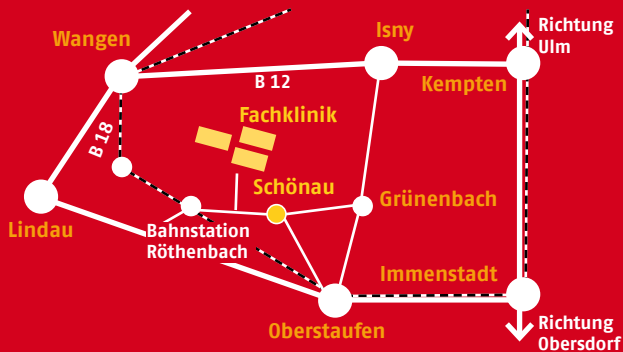 Richtung
Ulm
Isny
Wangen
B 12
Kempten
Fachklinik
B 18
Schönau
Grünenbach
Lindau
Bahnstation
Röthenbach
Immenstadt
Oberstaufen
Richtung
Obersdorf